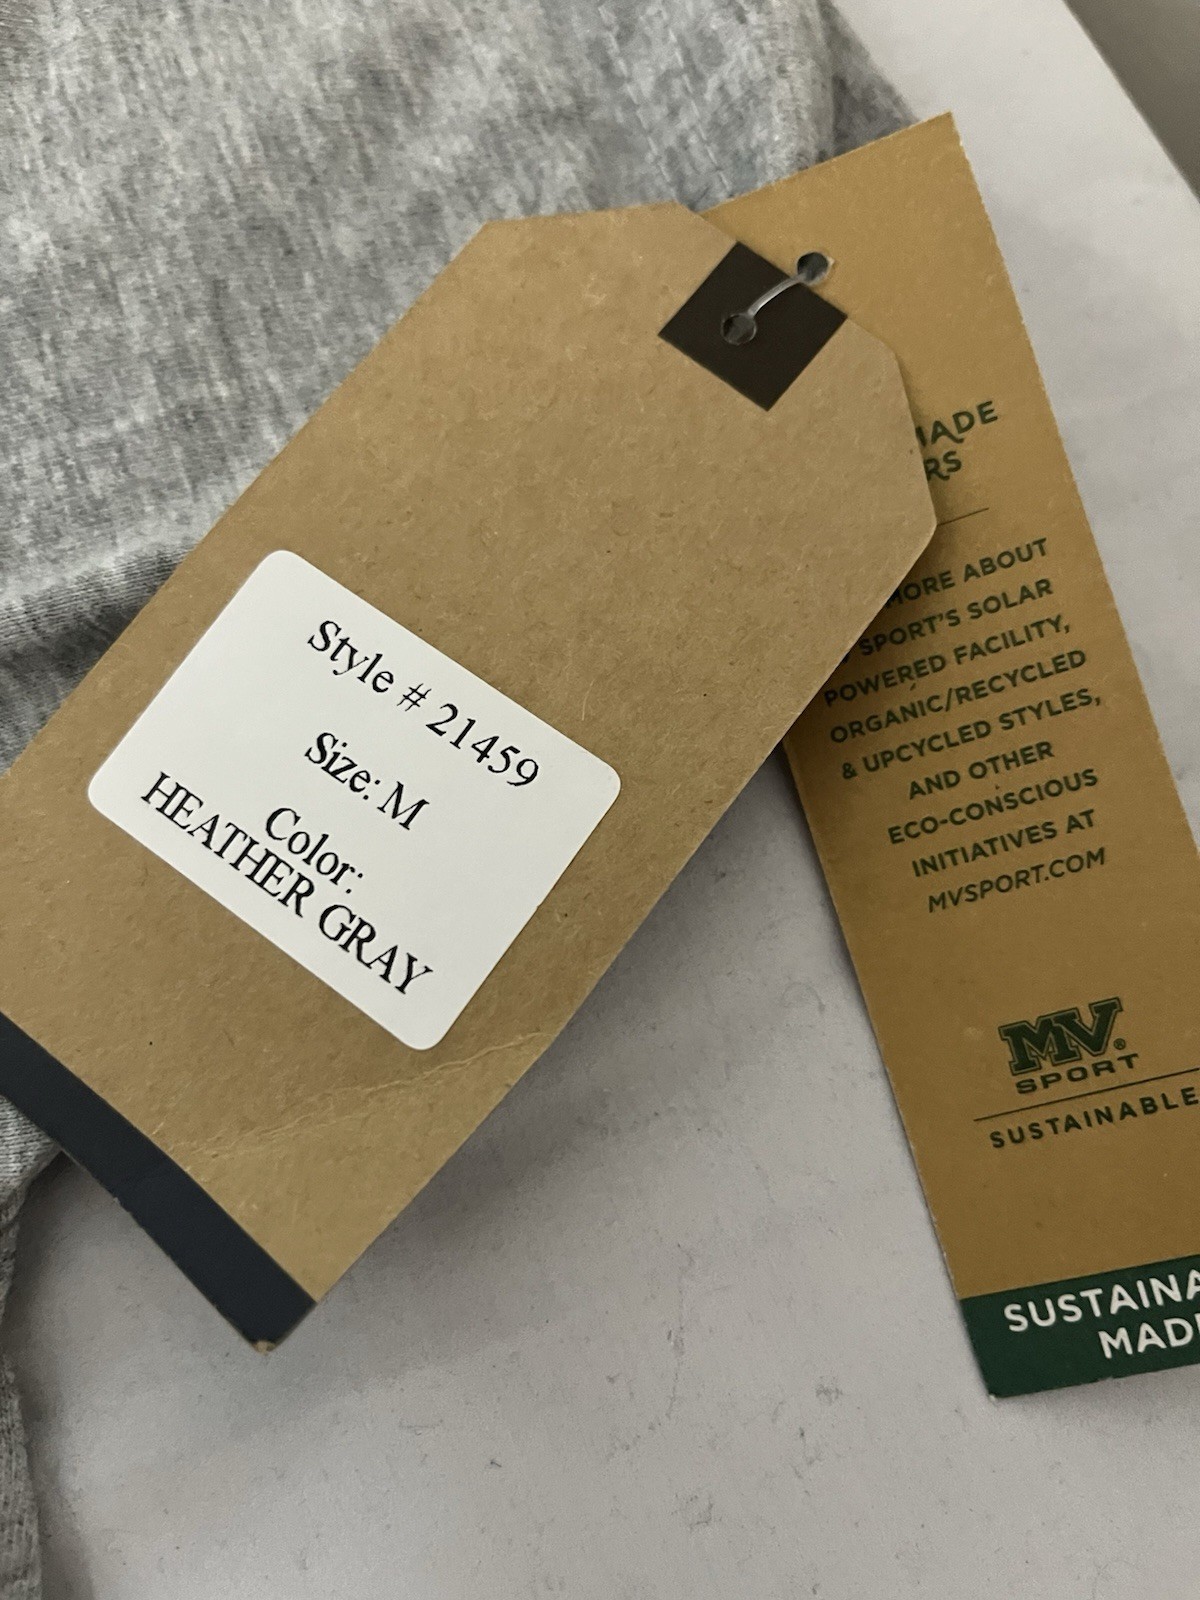 Style # 21459
Size: M
Color:
HEATHER GRAY
MORE ABOUT
SPORT'S SOLAR
POWERED FACILITY,
ORGANIC/RECYCLED
& UPCYCLED STYLES,
AND OTHER
ECO-CONSCIOUS
INITIATIVES AT
MVSPORT.COM
MV®
SPORT
SUSTAINABLE